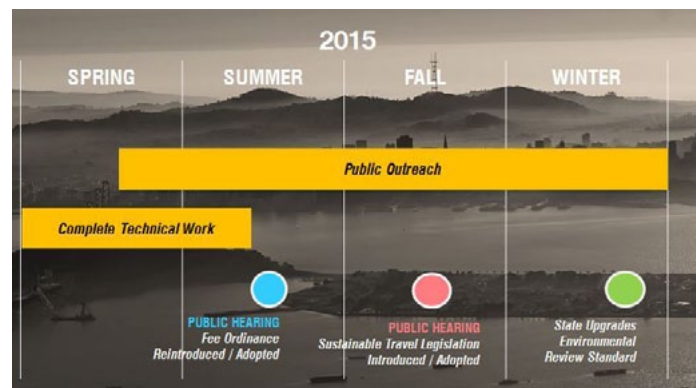 2015
SPRING
SUMMER
FALL
WINTER
Public Outreach
Complete Technical Work
PUBLIC HEARING
Fee Ordinance
Reintroduced / Adopted
PUBLIC HEARING
Sustainable Travel Legislation
Introduced / Adopted
State Upgrades
Environmental
Review Standard